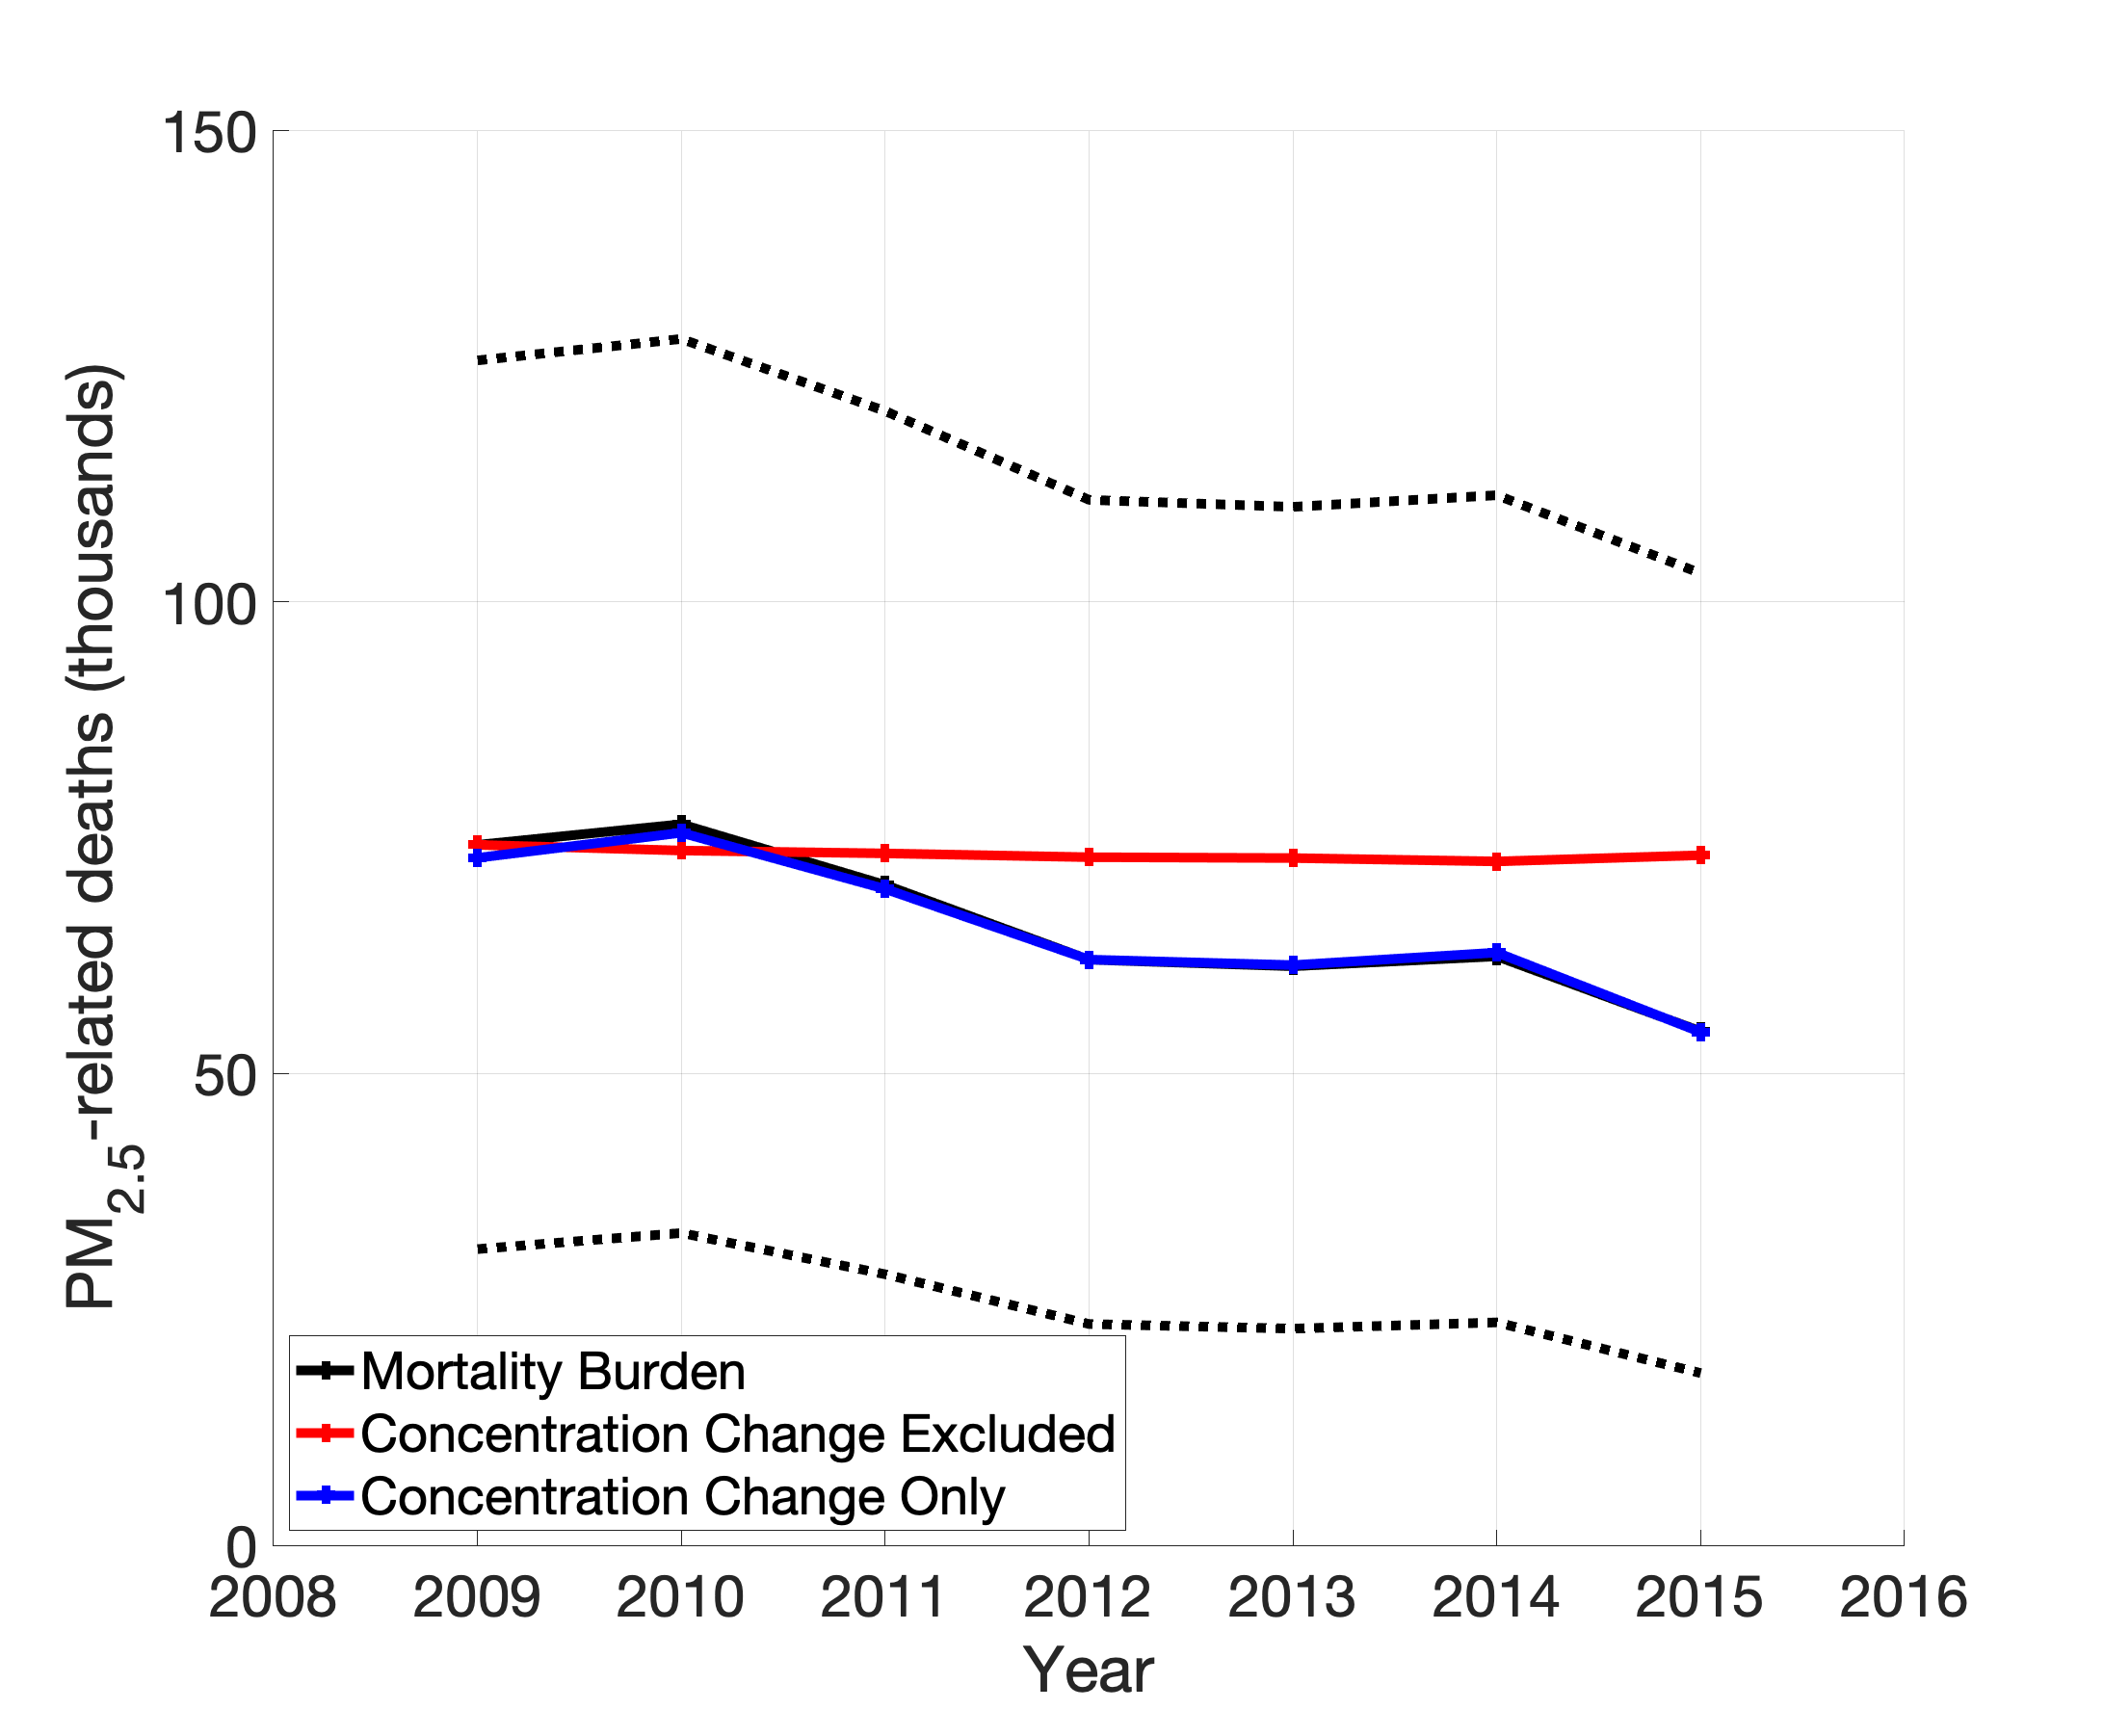 150
100
50
0
PM2.5-related deaths (thousands)
Mortality Burden
Concentration Change Excluded
Concentration Change Only
2008 2009 2010 2011 2012 2013 2014 2015 2016
Year